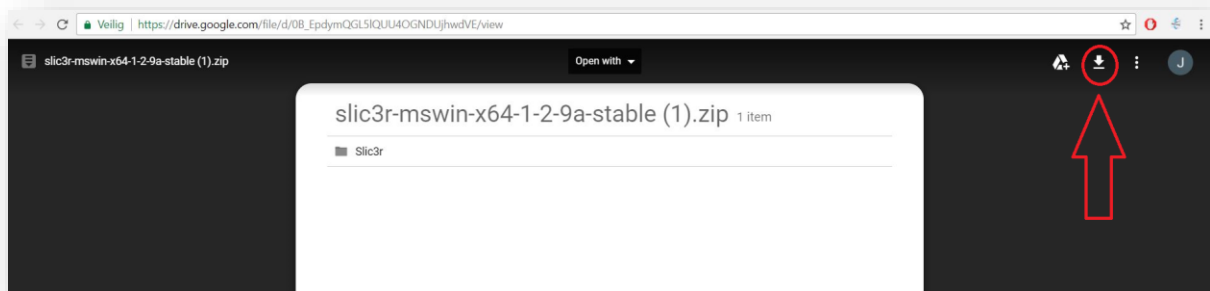 Veilig | https://drive.google.com/file/d/0B_EpdymQGL5lQUU4OGNDUjhwdVE/view
slic3r-mswin-x64-1-2-9a-stable (1).zip
Open with
J
slic3r-mswin-x64-1-2-9a-stable (1).zip 1 item
Slic3r